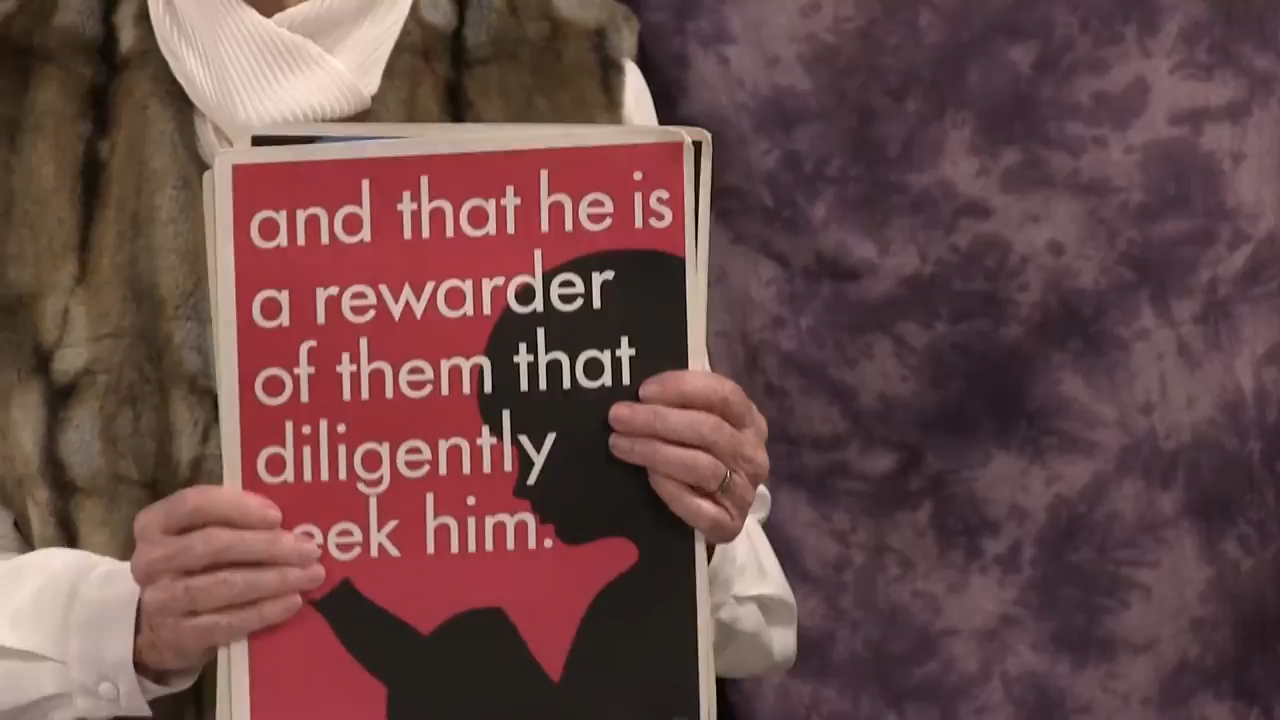 and that he is
a rewarder
of them that
diligently
eek him.